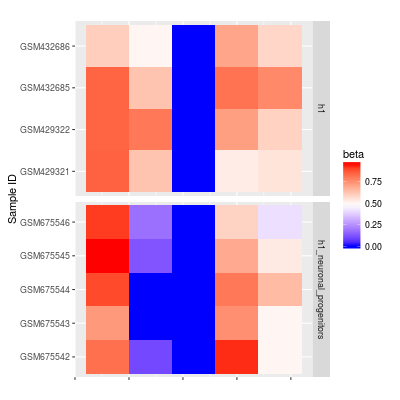 GSM432686
GSM432685
GSM429322
GSM429321
h1
GSM675546
GSM675545
GSM675544
GSM675543
GSM675542
h1_neuronal_progenitors
Sample ID
beta
0.75
0.50
0.25
0.00